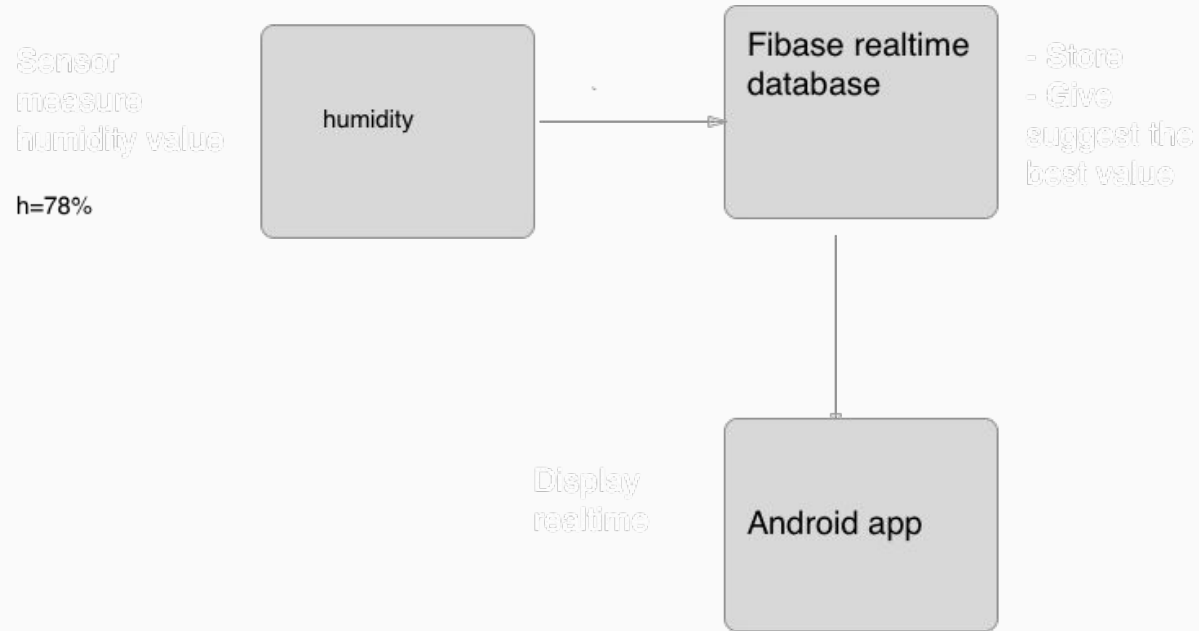 Sensor
measure
humidity value
h=78%
humidity
Fibase realtime
database
- Store
- Give
suggest the
best value
Display
realtime
Android app